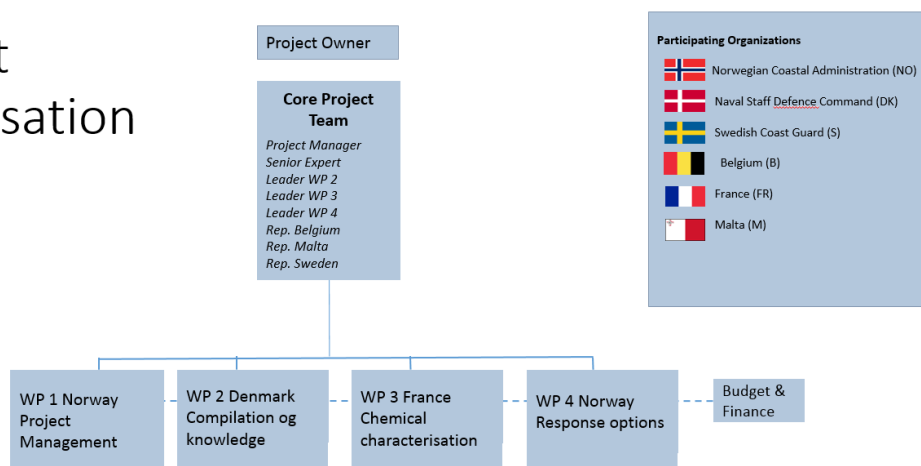 t
sation
Project Owner
Core Project
Team
Project Manager
Senior Expert
Leader WP 2
Leader WP 3
Leader WP 4
Rep. Belgium
Rep. Malta
Rep. Sweden
Participating Organizations
Norwegian Coastal Administration (NO)
Naval Staff Defence Command (DK)
Swedish Coast Guard (S)
Belgium (B)
France (FR)
Malta (M)
WP 1 Norway
Project
Management
WP 2 Denmark
Compilation og
knowledge
WP 3 France
Chemical
characterisation
WP 4 Norway
Response options
Budget &
Finance